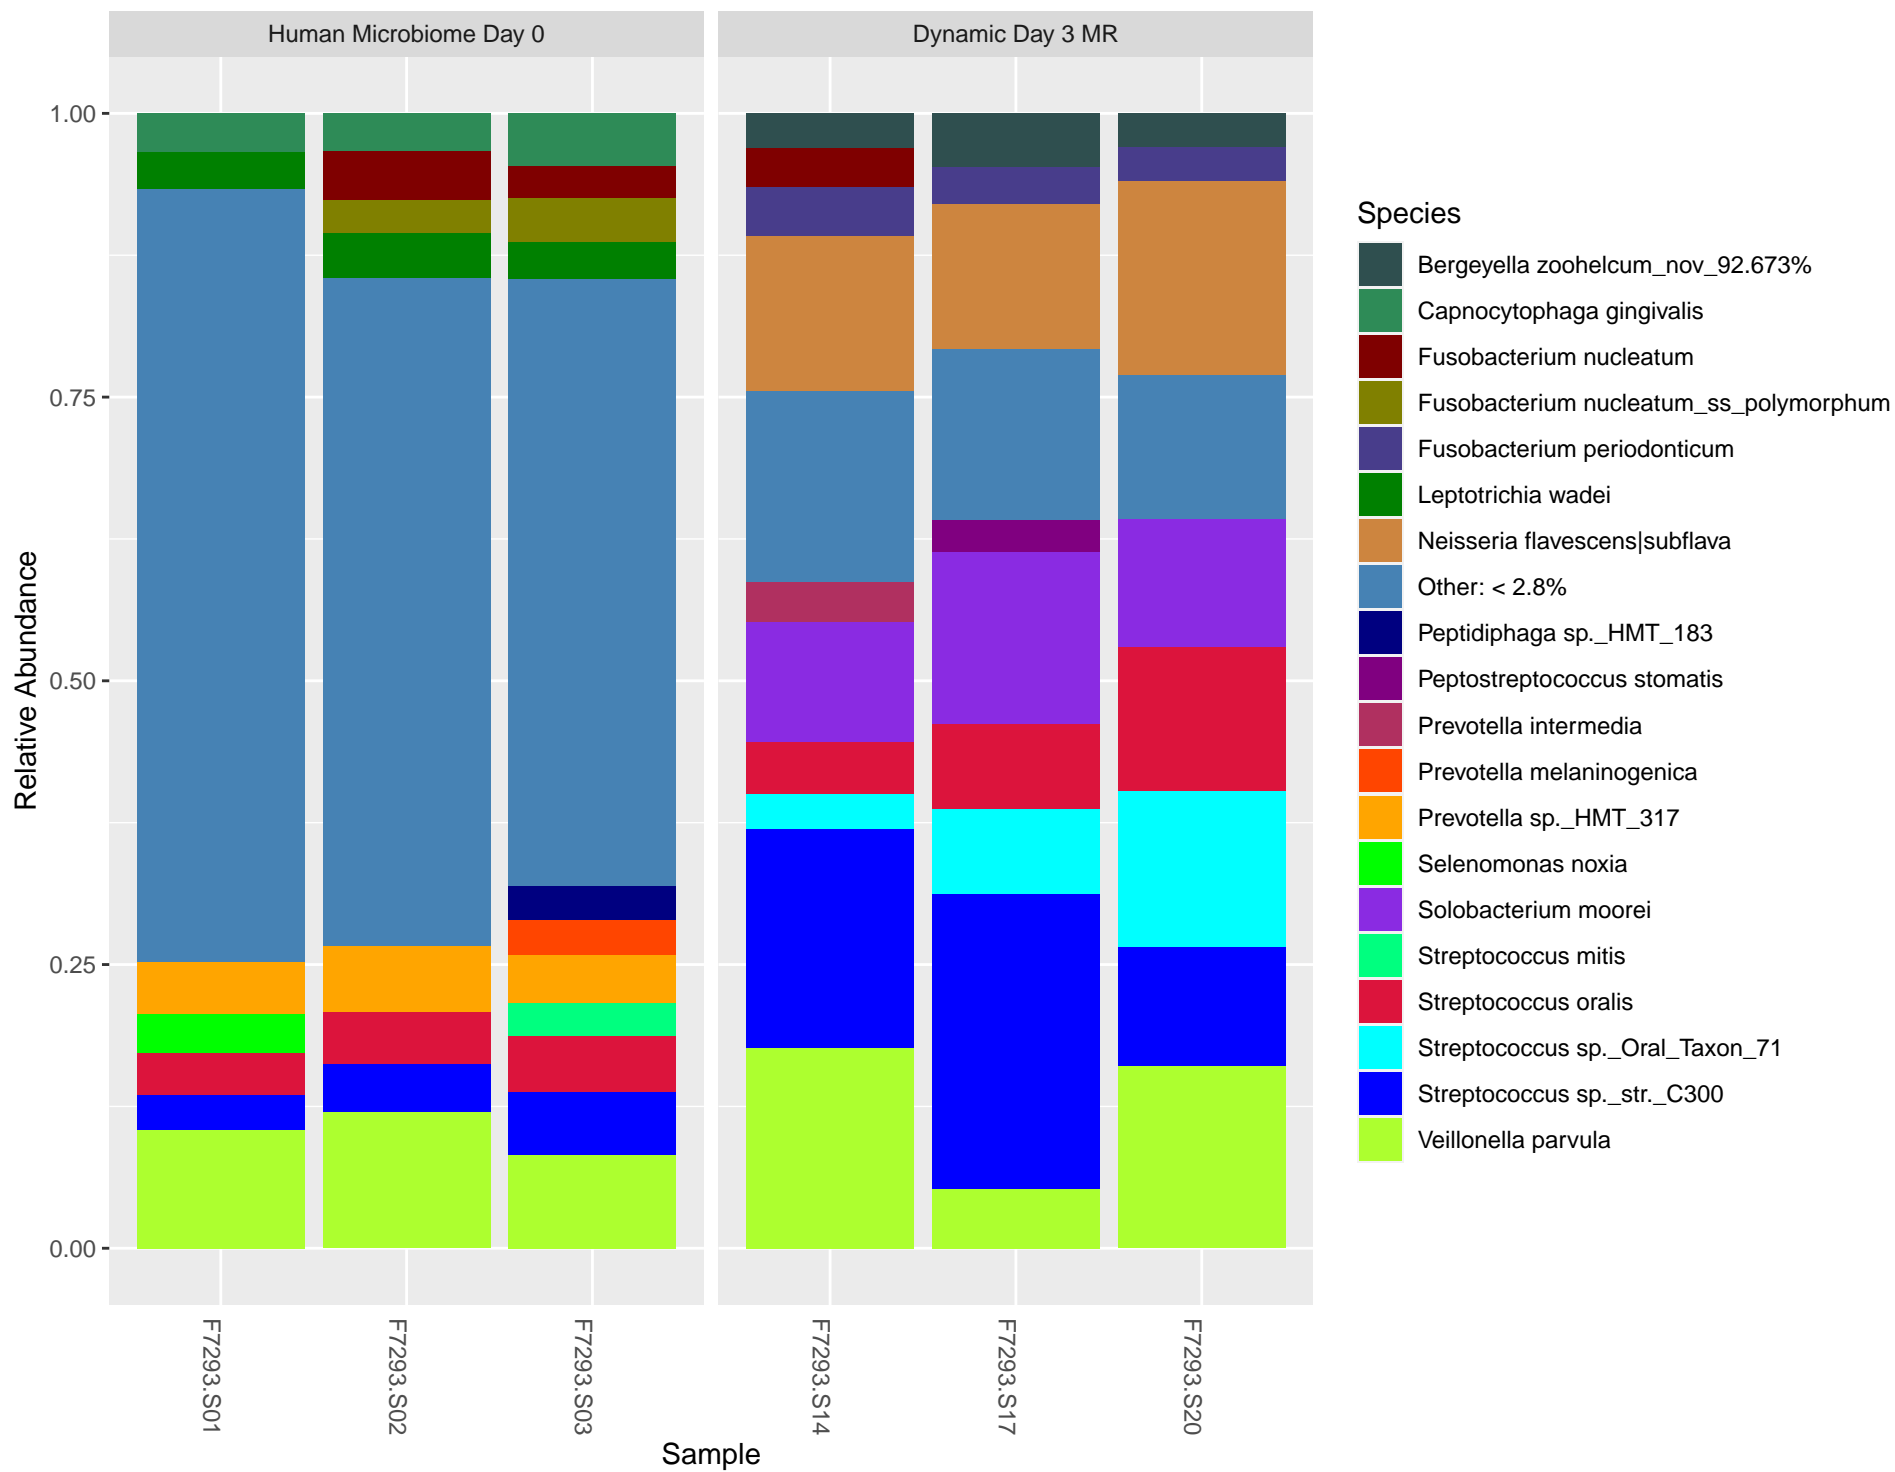 Human Microbiome Day 0
Dynamic Day 3 MR
1.00
0.75
0.50
0.25
0.00
Relative Abundance
F7293.S01
F7293.S02
F7293.S03
F7293.S14
F7293.S17
F7293.S20
Sample
Species
Bergeyella zoohelcum_nov_92.673%
Capnocytophaga gingivalis
Fusobacterium nucleatum
Fusobacterium nucleatum_ss_polymorphum
Fusobacterium periodonticum
Leptotrichia wadei
Neisseria flavescens|subflava
Other: < 2.8%
Peptidiphaga sp._HMT_183
Peptostreptococcus stomatis
Prevotella intermedia
Prevotella melaninogenica
Prevotella sp._HMT_317
Selenomonas noxia
Solobacterium moorei
Streptococcus mitis
Streptococcus oralis
Streptococcus sp._Oral_Taxon_71
Streptococcus sp._str._C300
Veillonella parvula